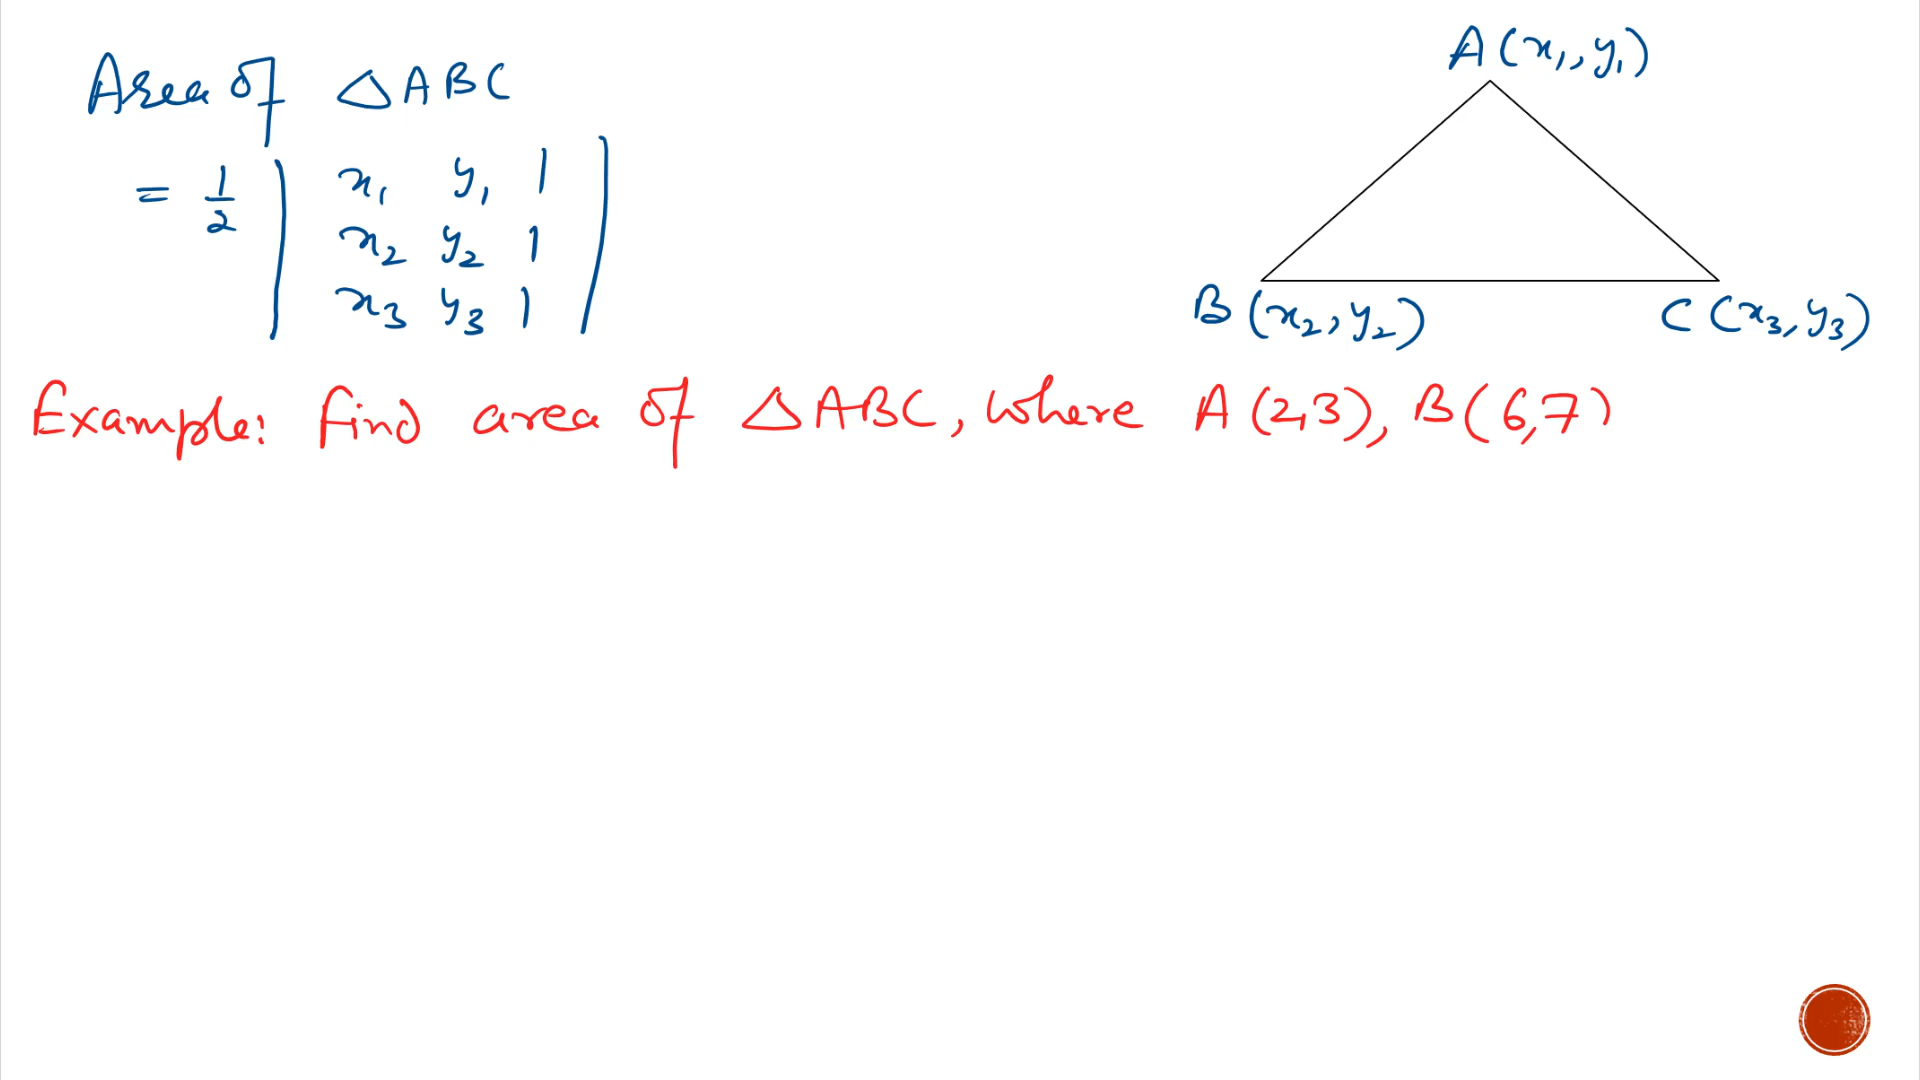 Area of △ABC
A(x₁, y₁)
= 1/2 | x₁ y₁ 1 |
| x₂ y₂ 1 |
| x₃ y₃ 1 |
B(x₂, y₂) C(x₃, y₃)
Example: Find area of △ABC, where A(2,3), B(6,7)